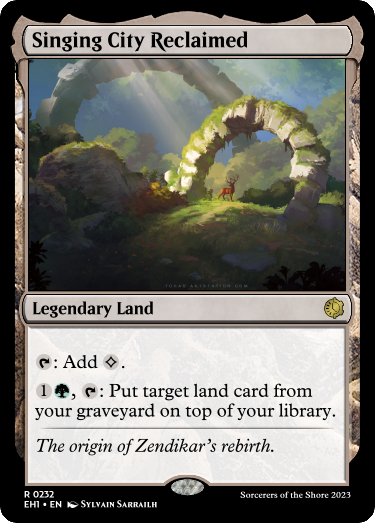 Singing City Reclaimed
Legendary Land
: Add .
1 , : Put target land card from
your graveyard on top of your library.
The origin of Zendikar's rebirth.
R 0232
Sorcerers of the Shore 2023
EH1 • EN Sylvain Sarrailh